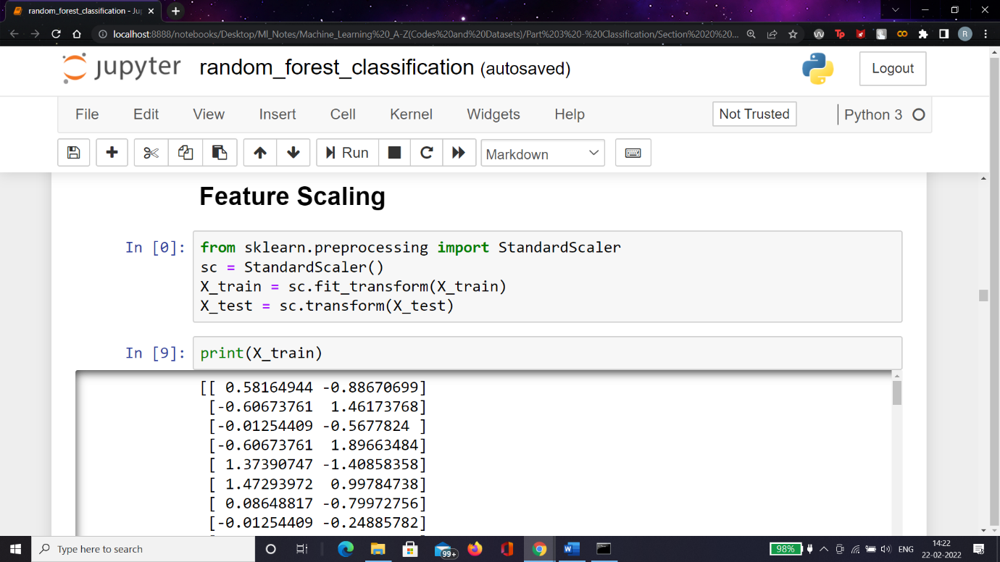 random_forest_classification - Ju
localhost:8888/notebooks/Desktop/Ml_Notes/Machine_Learning%20_A-Z(Codes%20and%20Datasets)/Part%203%20-%20Classification/Section%2020%20...
Tp
R
jupyter random_forest_classification (autosaved)
Logout
File Edit View Insert Cell Kernel Widgets Help
Not Trusted
Python 3
Run
Markdown
Feature Scaling
In [0]: from sklearn.preprocessing import StandardScaler
sc = StandardScaler()
X_train = sc.fit_transform(X_train)
X_test = sc.transform(X_test)
In [9]: print(X_train)
[[ 0.58164944 -0.88670699]
[-0.60673761  1.46173768]
[-0.01254409 -0.5677824 ]
[-0.60673761  1.89663484]
[ 1.37390747 -1.40858358]
[ 1.47293972  0.99784738]
[ 0.08648817 -0.79972756]
[-0.01254409 -0.24885782]
Type here to search
99+
98%
ENG
14:22
22-02-2022